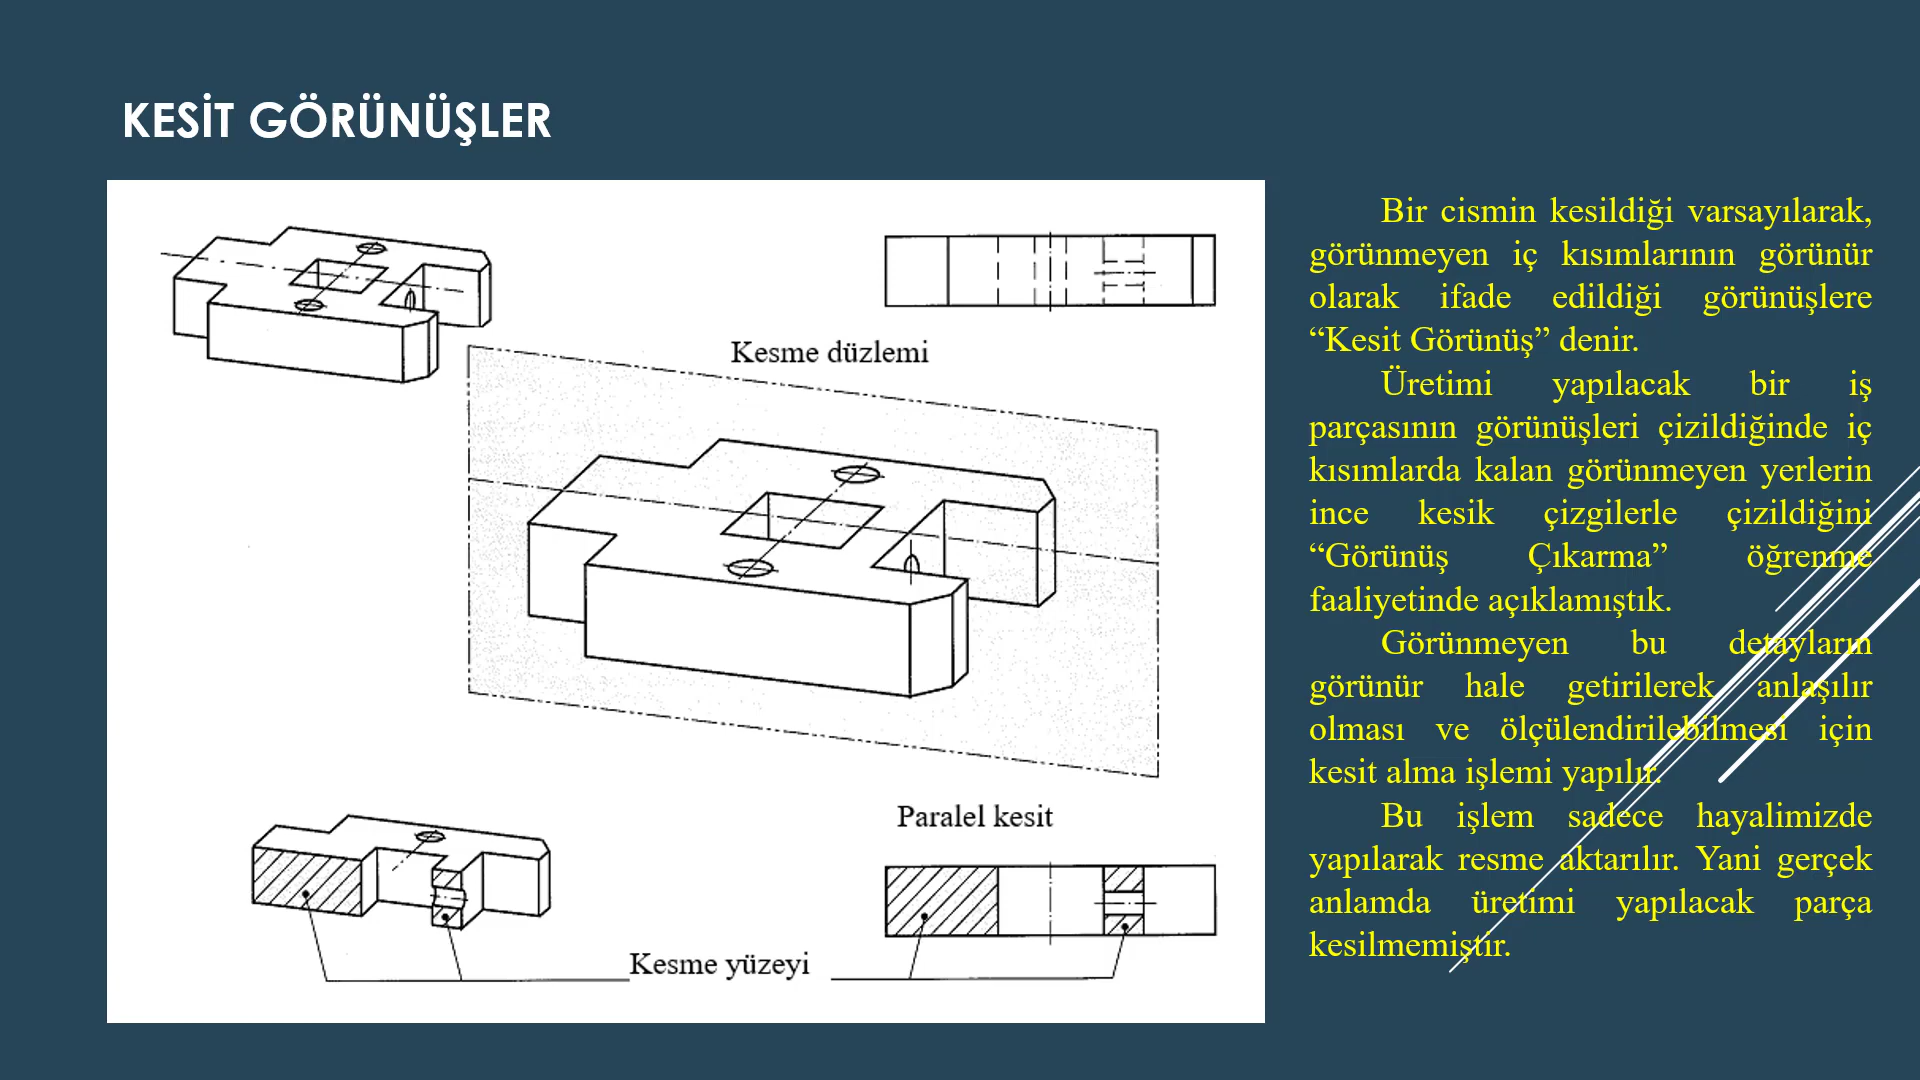 KESİT GÖRÜNÜŞLER
Kesme düzlemi
Paralel kesit
Kesme yüzeyi
Bir cismin kesildiği varsayılarak,
görünmeyen iç kısımlarının görünür
olarak ifade edildiği görünüşlere
“Kesit Görünüş” denir.
Üretimi yapılacak bir iş
parçasının görünüşleri çizildiğinde iç
kısımlarda kalan görünmeyen yerlerin
ince kesik çizgilerle çizildiğini
“Görünüş Çıkarma” öğrenme
faaliyetinde açıklamıştık.
Görünmeyen bu detayların
görünür hale getirilerek anlaşılır
olması ve ölçülendirilebilmesi için
kesit alma işlemi yapılır.
Bu işlem sadece hayalimizde
yapılarak resme aktarılır. Yani gerçek
anlamda üretimi yapılacak parça
kesilmemiştir.